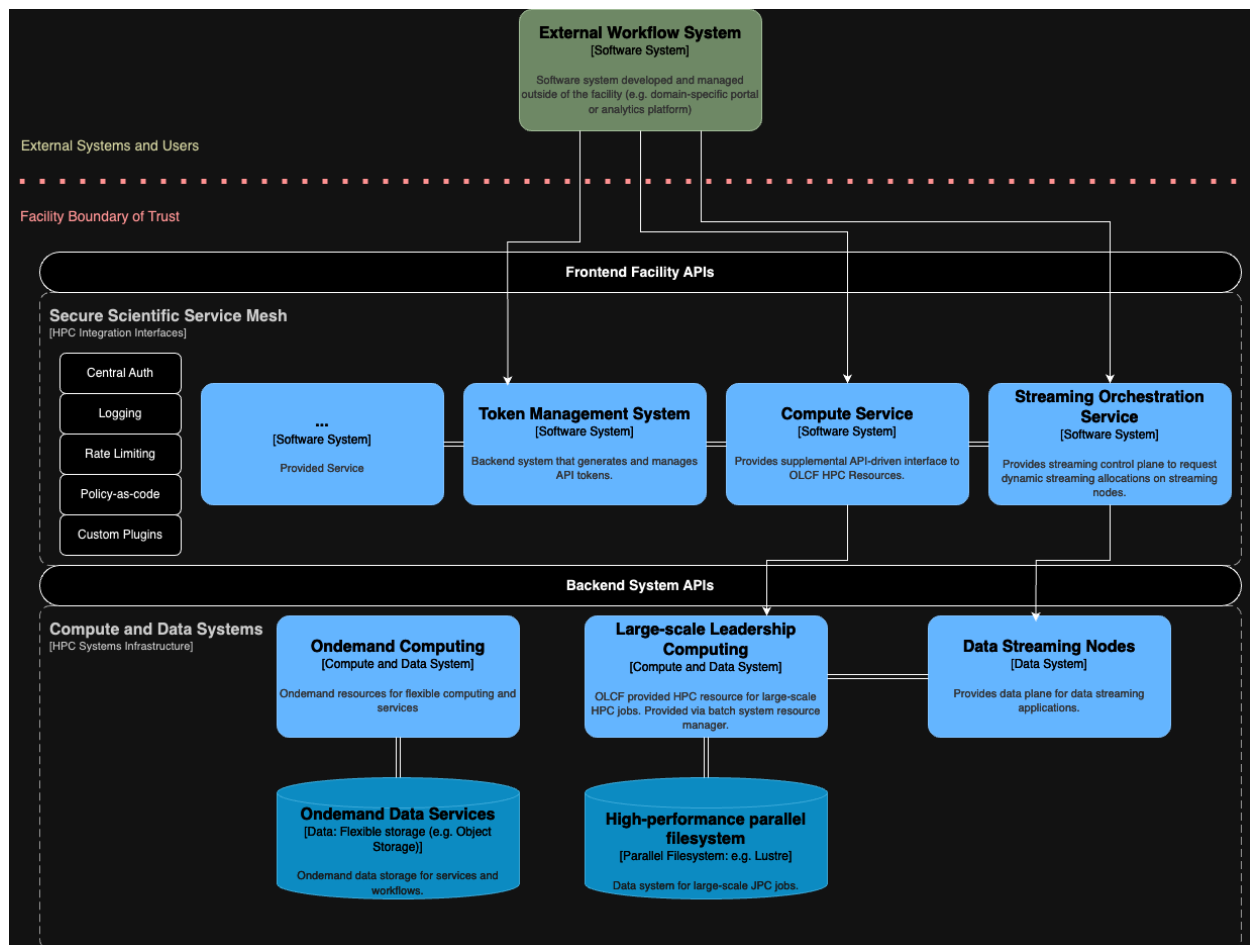 External Workflow System
[Software System]
Software system developed and managed
outside of the facility (e.g. domain-specific portal
or analytics platform)
External Systems and Users
Facility Boundary of Trust
Frontend Facility APIs
Secure Scientific Service Mesh
[HPC Integration Interfaces]
Central Auth
Logging
Rate Limiting
Policy-as-code
Custom Plugins
...
[Software System]
Provided Service
Token Management System
[Software System]
Backend system that generates and manages
API tokens.
Compute Service
[Software System]
Provides supplemental API-driven interface to
OLCF HPC Resources.
Streaming Orchestration
Service
[Software System]
Provides streaming control plane to request
dynamic streaming allocations on streaming
nodes.
Backend System APIs
Compute and Data Systems
[HPC Systems Infrastructure]
Ondemand Computing
[Compute and Data System]
Ondemand resources for flexible computing and
services
Large-scale Leadership
Computing
[Compute and Data System]
OLCF provided HPC resource for large-scale
HPC jobs. Provided via batch system resource
manager.
Data Streaming Nodes
[Data System]
Provides data plane for data streaming
applications.
Ondemand Data Services
[Data: Flexible storage (e.g. Object
Storage)]
Ondemand data storage for services and
workflows.
High-performance parallel
filesystem
[Parallel Filesystem: e.g. Lustre]
Data system for large-scale JPC jobs.